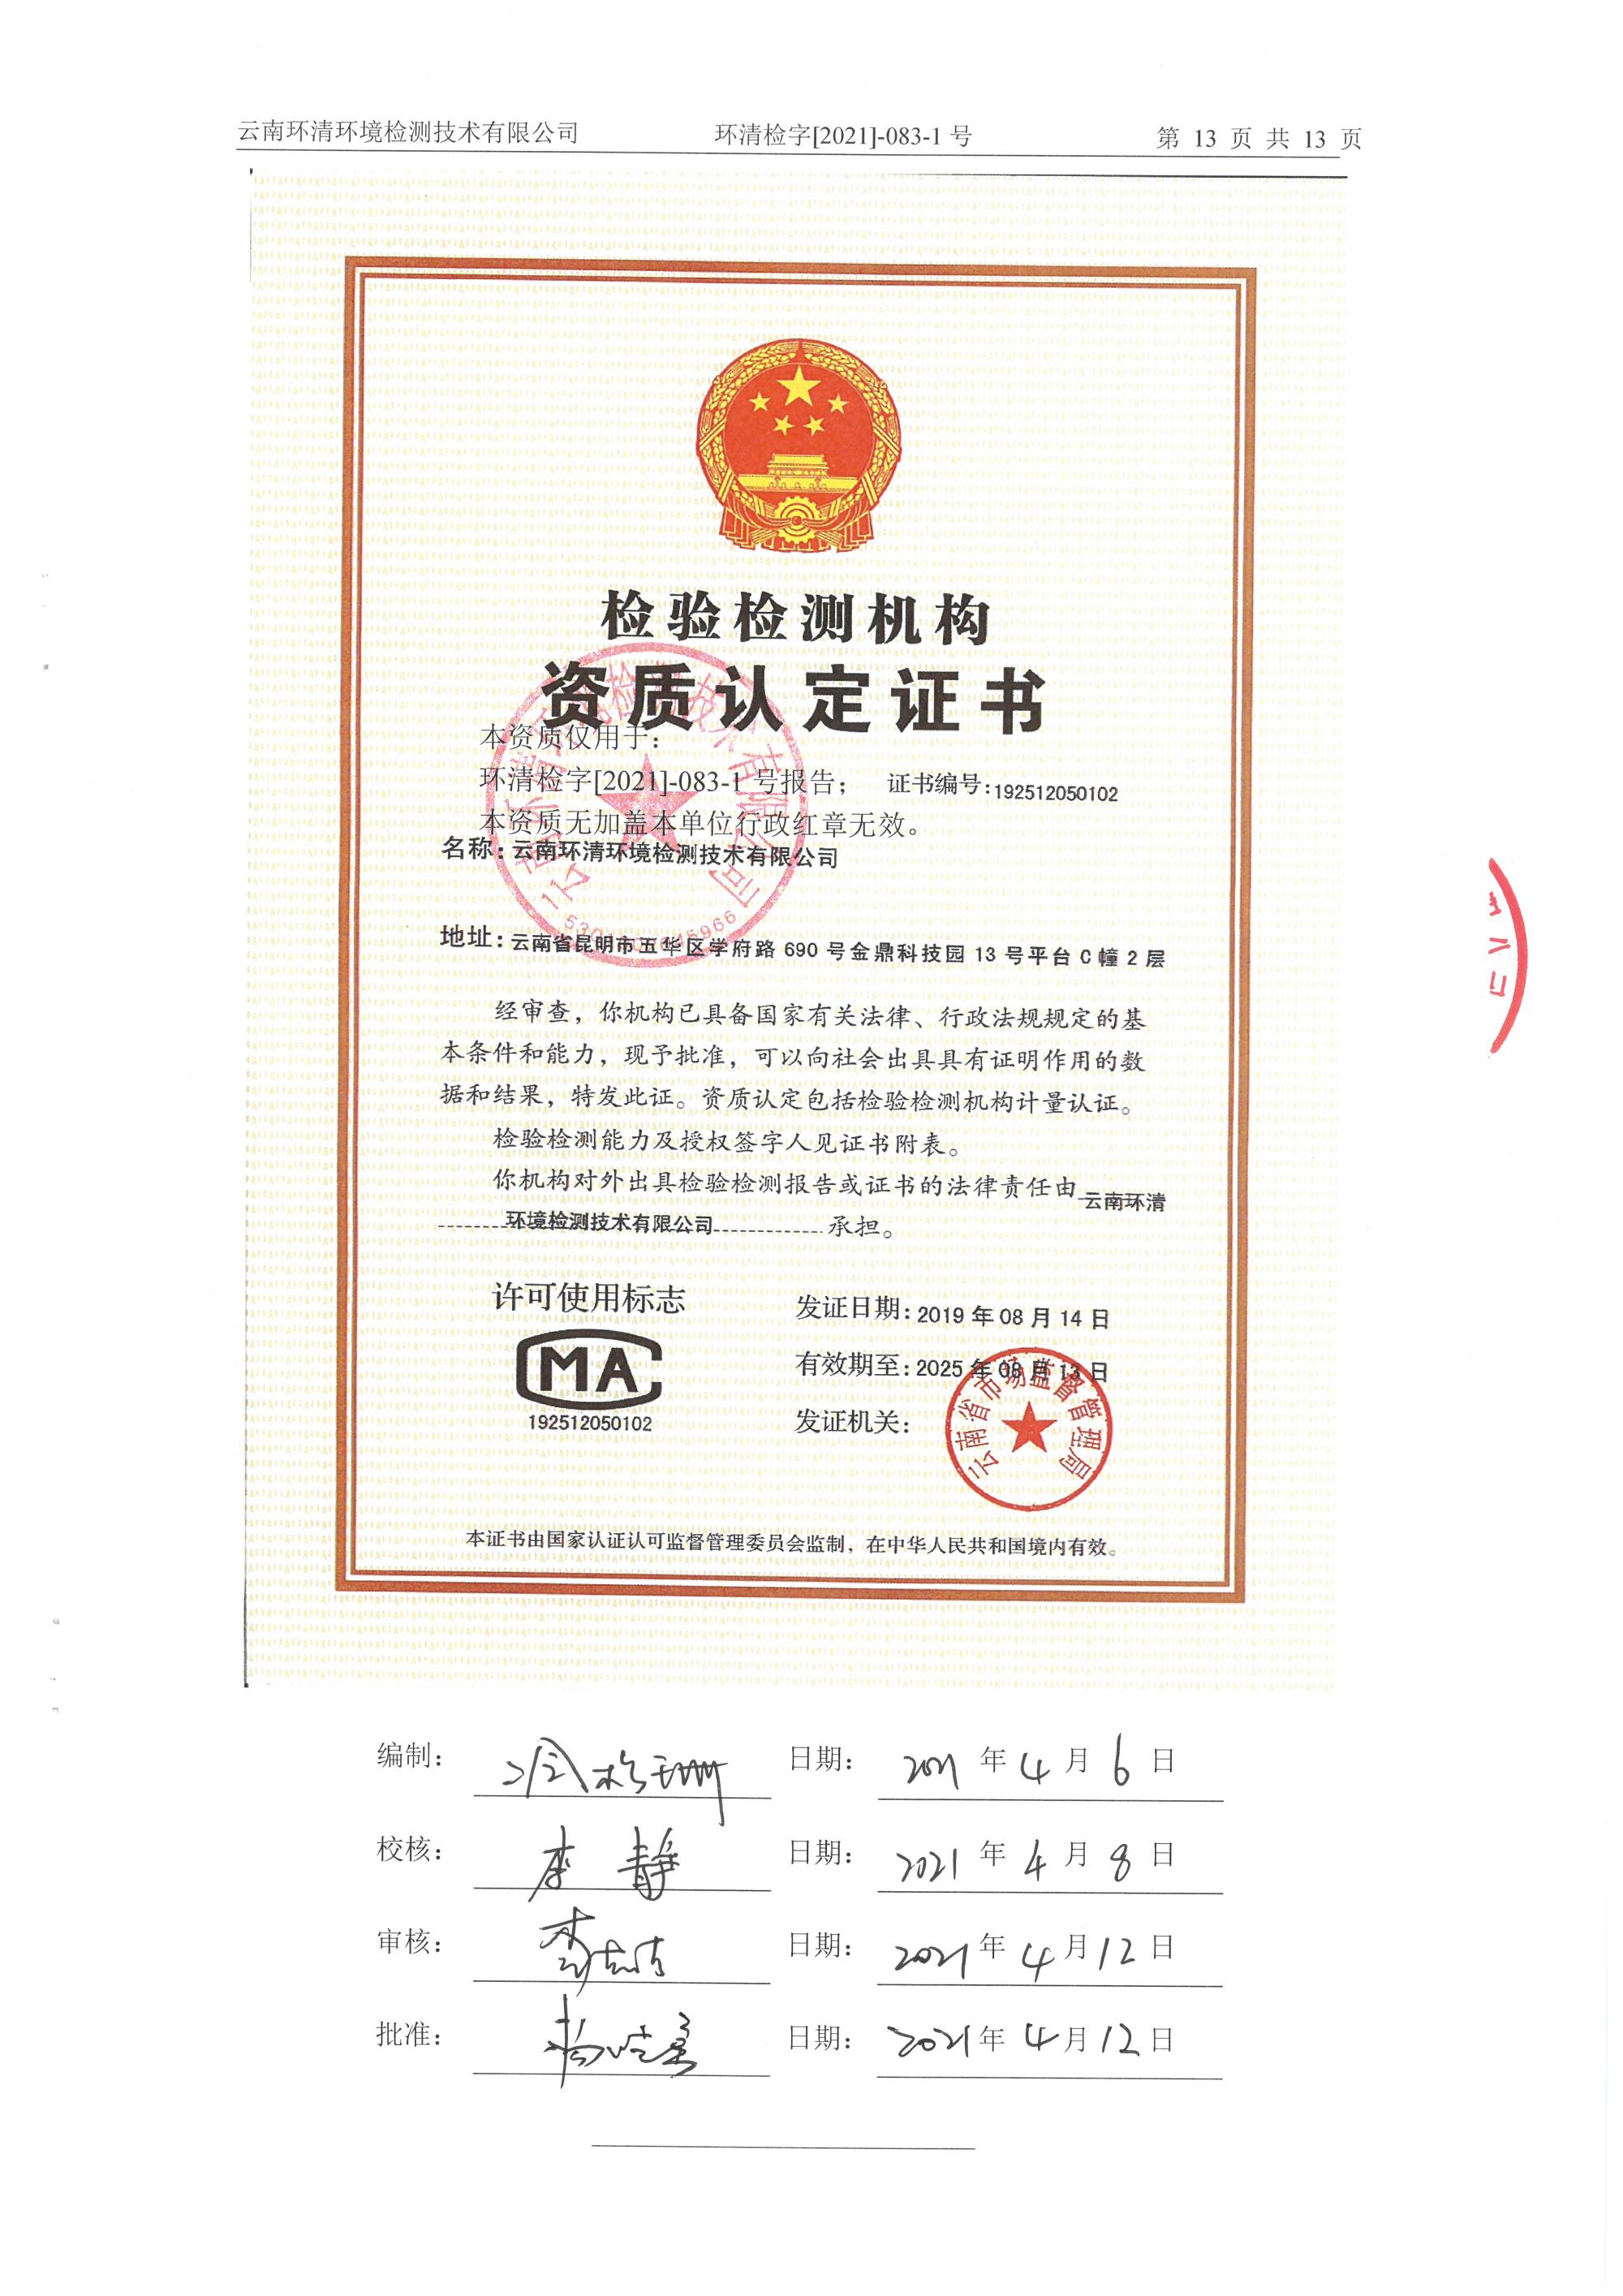 云南环清环境检测技术有限公司 环清检字[2021]-083-1 号 第 13 页 共 13 页
检验检测机构
资质认定证书
本资质仅用于：
环清检字[2021]-083-1 号报告； 证书编号:192512050102
本资质无加盖本单位行政红章无效。
名称:云南环清环境检测技术有限公司
地址:云南省昆明市五华区学府路 690 号金鼎科技园 13 号平台 C 幢 2 层
经审查，你机构已具备国家有关法律、行政法规规定的基
本条件和能力，现予批准，可以向社会出具具有证明作用的数
据和结果，特发此证。资质认定包括检验检测机构计量认证。
检验检测能力及授权签字人见证书附表。
你机构对外出具检验检测报告或证书的法律责任由 云南环清
环境检测技术有限公司 承担。
许可使用标志
MA
192512050102
发证日期:2019 年 08 月 14 日
有效期至:2025 年 08 月 13 日
发证机关:
云南省市场监督管理局
本证书由国家认证认可监督管理委员会监制，在中华人民共和国境内有效。
编制: 日期: 2021 年 4 月 6 日
校核: 李静 日期: 2021 年 4 月 8 日
审核: 日期: 2021 年 4 月 12 日
批准: 日期: 2021 年 4 月 12 日